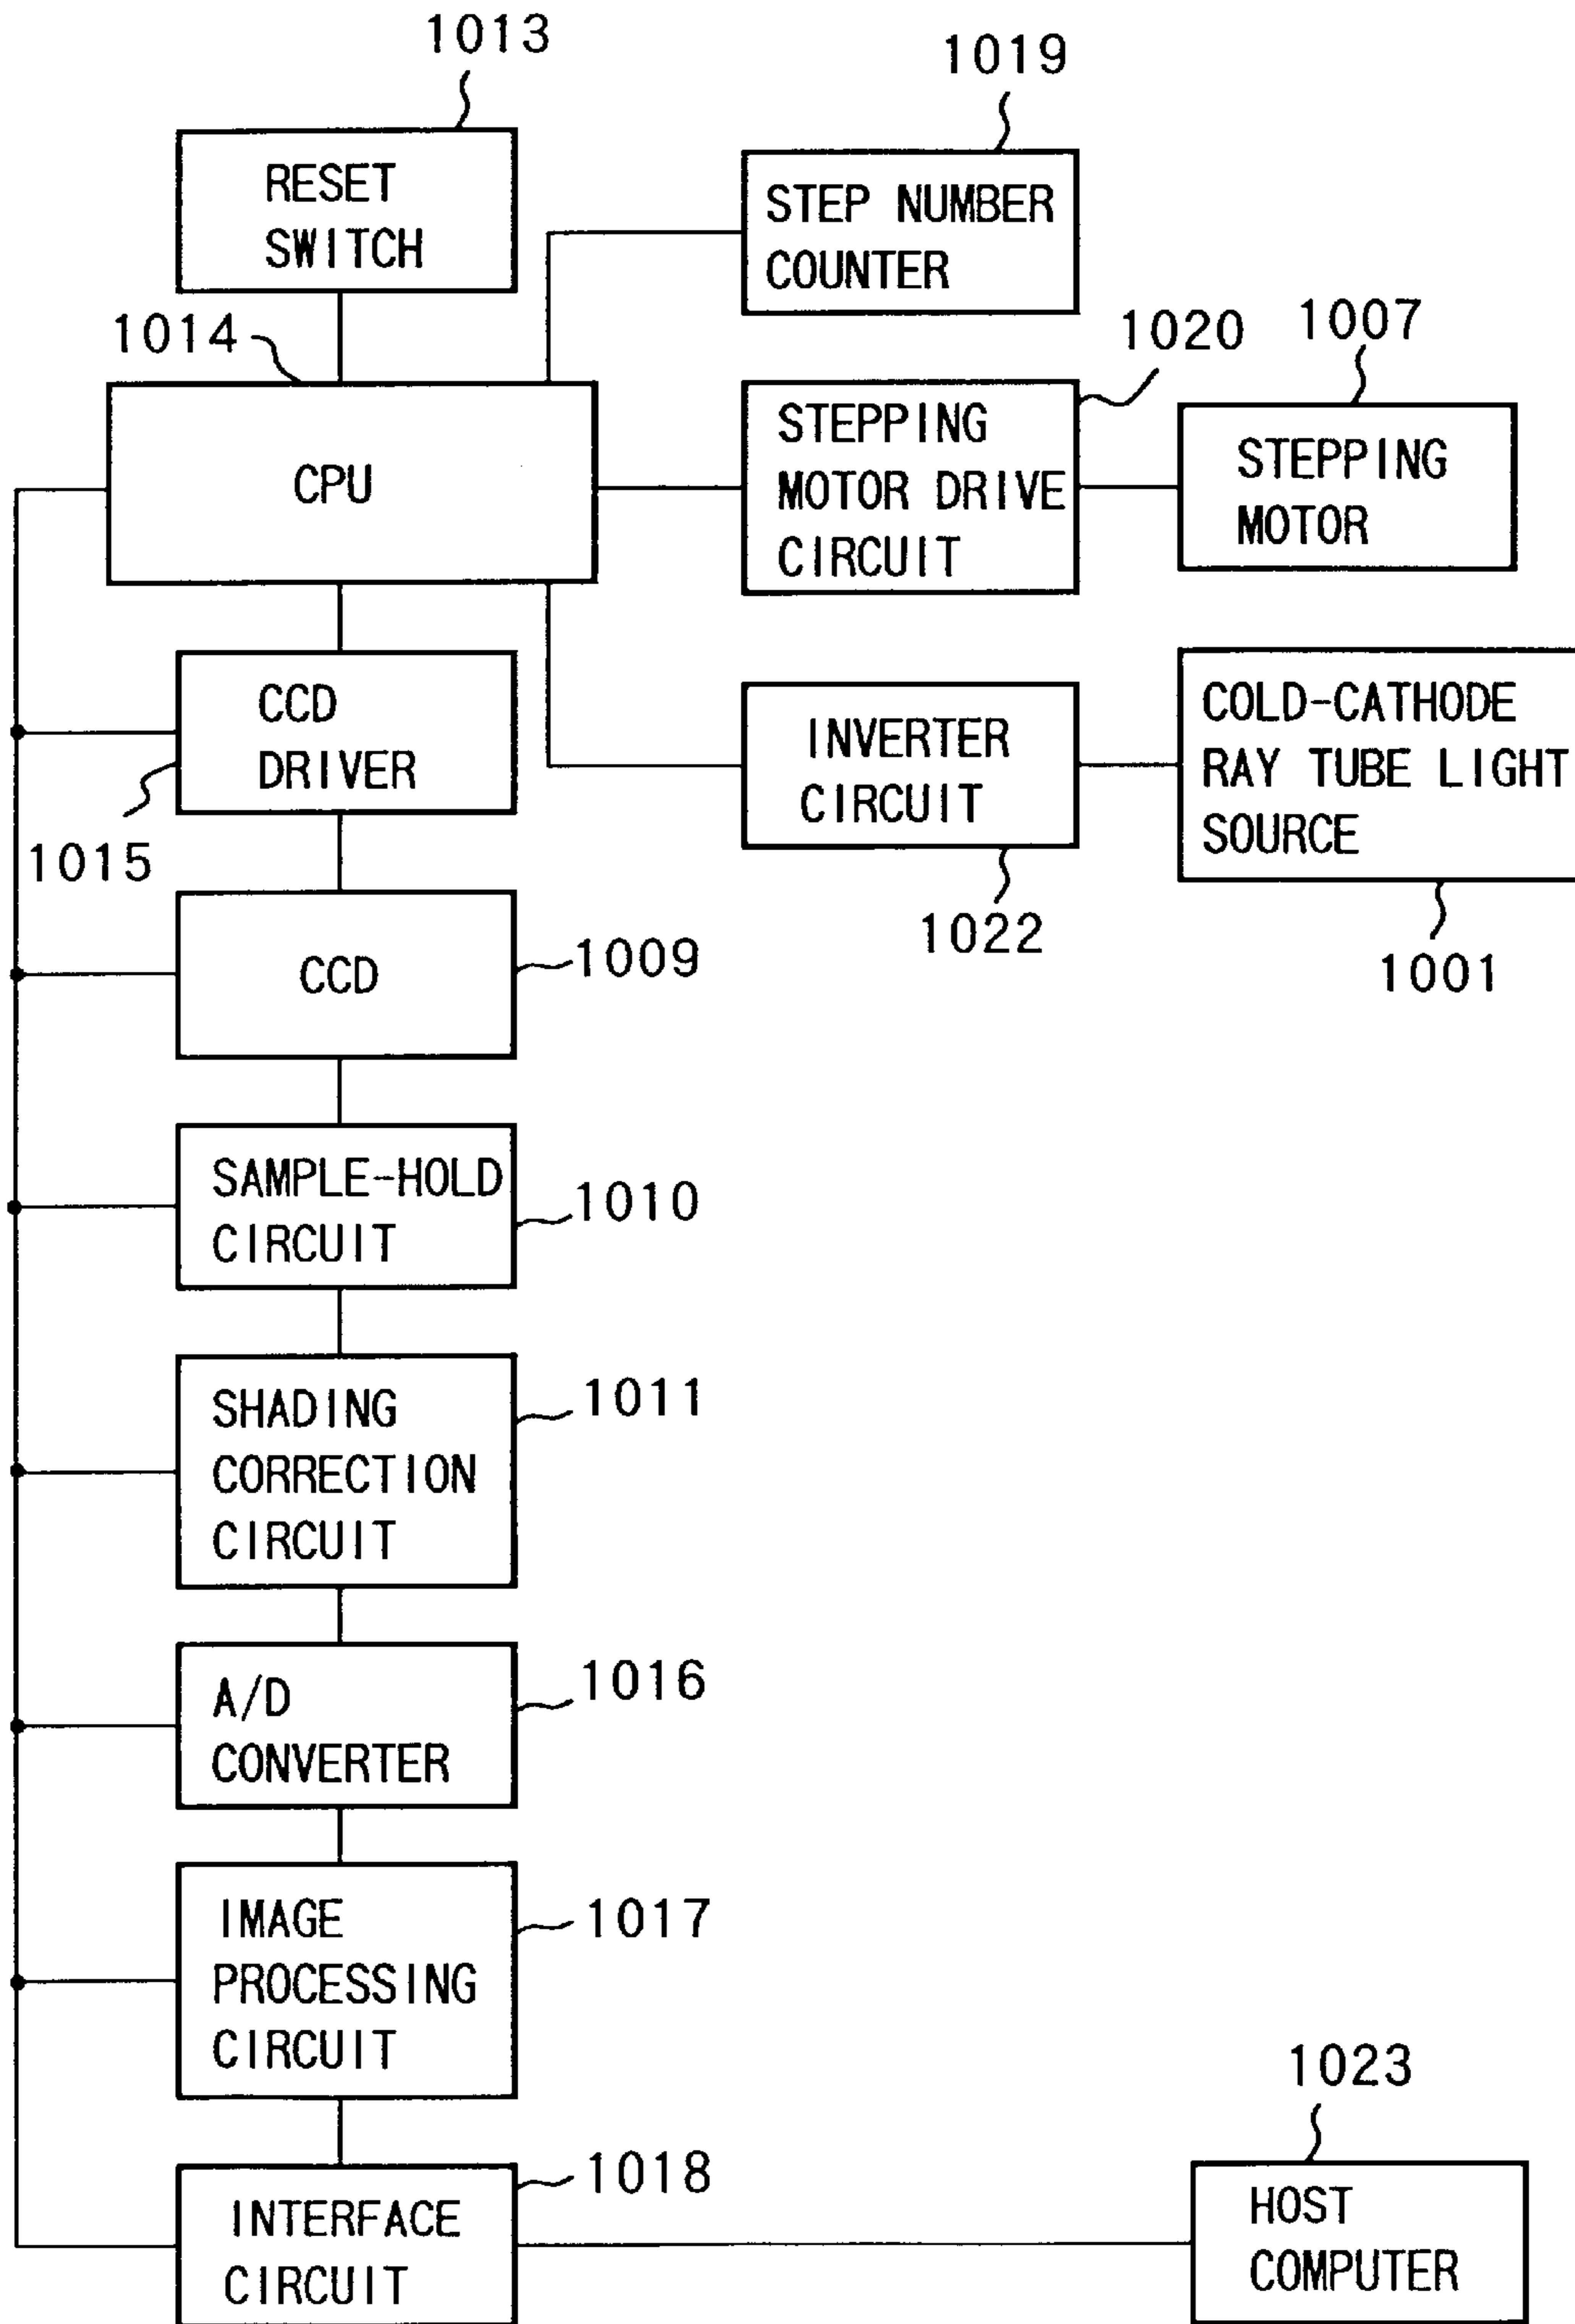 1013
1019
RESET
SWITCH
STEP NUMBER
COUNTER
1014
1020
1007
CPU
STEPPING
MOTOR DRIVE
CIRCUIT
STEPPING
MOTOR
CCD
DRIVER
1015
INVERTER
CIRCUIT
1022
COLD-CATHODE
RAY TUBE LIGHT
SOURCE
1001
CCD
1009
SAMPLE-HOLD
CIRCUIT
1010
SHADING
CORRECTION
CIRCUIT
1011
A/D
CONVERTER
1016
IMAGE
PROCESSING
CIRCUIT
1017
INTERFACE
CIRCUIT
1018
1023
HOST
COMPUTER